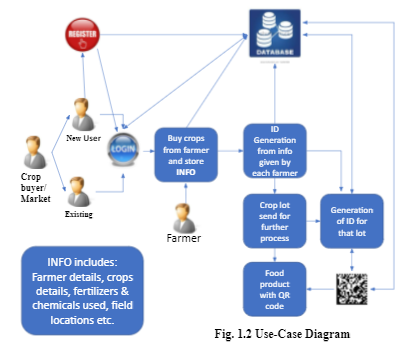 REGISTER
DATABASE
New User
LOGIN
Crop
buyer/
Market
Existing
Buy crops
from farmer
and store
INFO
ID
Generation
from info
given by
each farmer
Farmer
Crop lot
send for
further
process
Generation
of ID for
that lot
Food
product
with QR
code
INFO includes:
Farmer details, crops
details, fertilizers &
chemicals used, field
locations etc.
Fig. 1.2 Use-Case Diagram